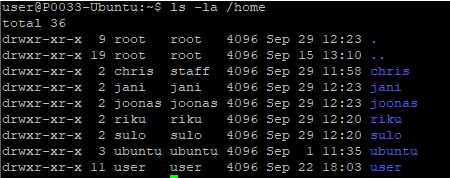 user@P0033-Ubuntu:~$ ls -la /home
total 36
drwxr-xr-x  9 root   root   4096 Sep 29 12:23 .
drwxr-xr-x 19 root   root   4096 Sep 15 13:10 ..
drwxr-xr-x  2 chris  staff  4096 Sep 29 11:58 chris
drwxr-xr-x  2 jani   jani   4096 Sep 29 12:23 jani
drwxr-xr-x  2 joonas joonas 4096 Sep 29 12:23 joonas
drwxr-xr-x  2 riku   riku   4096 Sep 29 12:20 riku
drwxr-xr-x  2 sulo   sulo   4096 Sep 29 12:20 sulo
drwxr-xr-x  3 ubuntu ubuntu 4096 Sep  1 11:35 ubuntu
drwxr-xr-x 11 user   user   4096 Sep 22 18:03 user